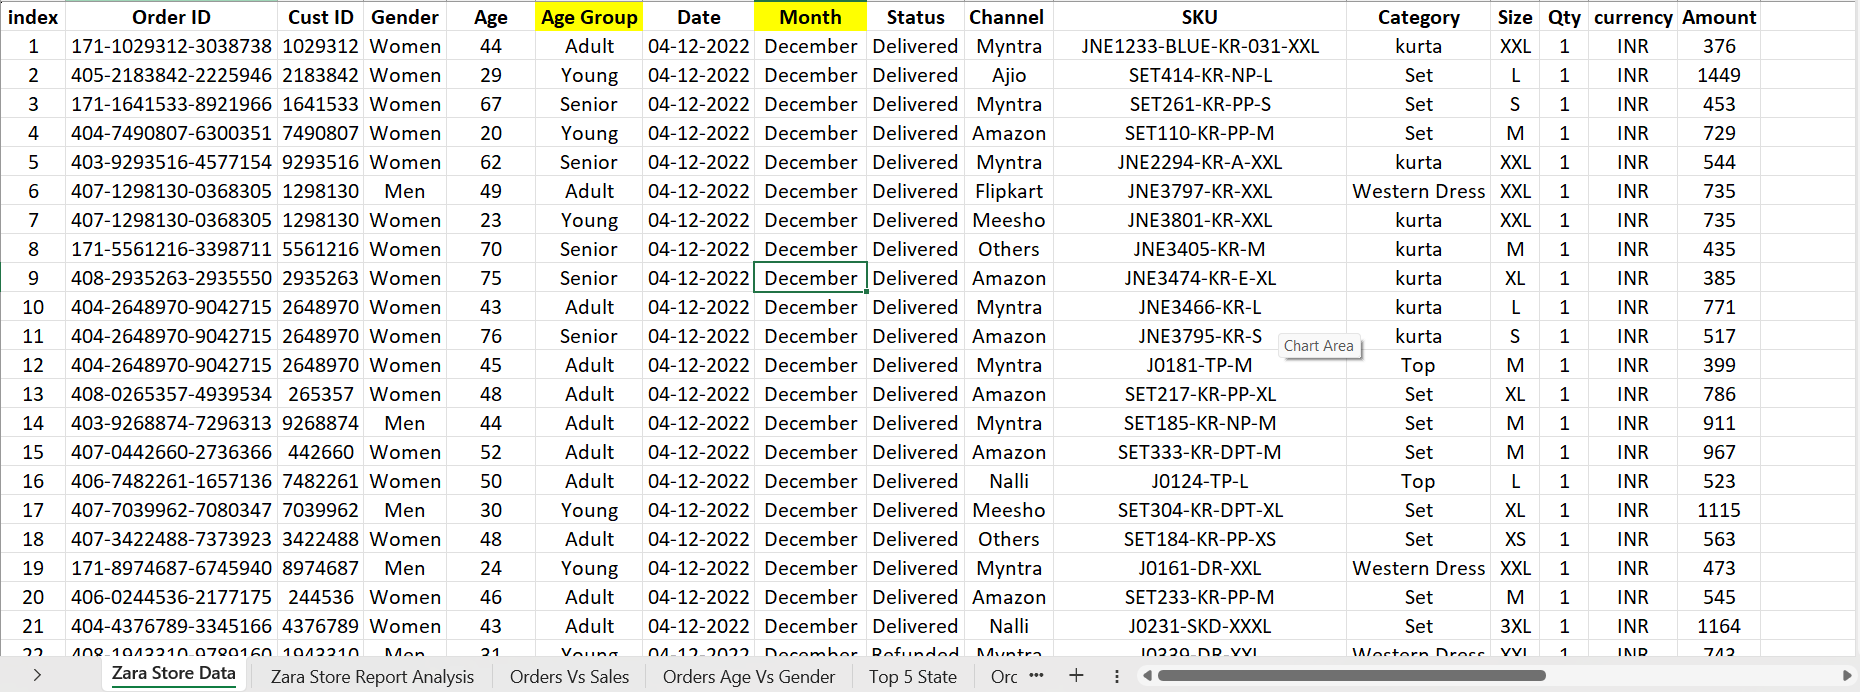 index Order ID Cust ID Gender Age Age Group Date Month Status Channel SKU Category Size Qty currency Amount
1 171-1029312-3038738 1029312 Women 44 Adult 04-12-2022 December Delivered Myntra JNE1233-BLUE-KR-031-XXL kurta XXL 1 INR 376
2 405-2183842-2225946 2183842 Women 29 Young 04-12-2022 December Delivered Ajio SET414-KR-NP-L Set L 1 INR 1449
3 171-1641533-8921966 1641533 Women 67 Senior 04-12-2022 December Delivered Myntra SET261-KR-PP-S Set S 1 INR 453
4 404-7490807-6300351 7490807 Women 20 Young 04-12-2022 December Delivered Amazon SET110-KR-PP-M Set M 1 INR 729
5 403-9293516-4577154 9293516 Women 62 Senior 04-12-2022 December Delivered Myntra JNE2294-KR-A-XXL kurta XXL 1 INR 544
6 407-1298130-0368305 1298130 Men 49 Adult 04-12-2022 December Delivered Flipkart JNE3797-KR-XXL Western Dress XXL 1 INR 735
7 407-1298130-0368305 1298130 Women 23 Young 04-12-2022 December Delivered Meesho JNE3801-KR-XXL kurta XXL 1 INR 735
8 171-5561216-3398711 5561216 Women 70 Senior 04-12-2022 December Delivered Others JNE3405-KR-M kurta M 1 INR 435
9 408-2935263-2935550 2935263 Women 75 Senior 04-12-2022 December Delivered Amazon JNE3474-KR-E-XL kurta XL 1 INR 385
10 404-2648970-9042715 2648970 Women 43 Adult 04-12-2022 December Delivered Myntra JNE3466-KR-L kurta L 1 INR 771
11 404-2648970-9042715 2648970 Women 76 Senior 04-12-2022 December Delivered Amazon JNE3795-KR-S kurta S 1 INR 517
Chart Area
12 404-2648970-9042715 2648970 Women 45 Adult 04-12-2022 December Delivered Myntra J0181-TP-M Top M 1 INR 399
13 408-0265357-4939534 265357 Women 48 Adult 04-12-2022 December Delivered Amazon SET217-KR-PP-XL Set XL 1 INR 786
14 403-9268874-7296313 9268874 Men 44 Adult 04-12-2022 December Delivered Myntra SET185-KR-NP-M Set M 1 INR 911
15 407-0442660-2736366 442660 Women 52 Adult 04-12-2022 December Delivered Amazon SET333-KR-DPT-M Set M 1 INR 967
16 406-7482261-1657136 7482261 Women 50 Adult 04-12-2022 December Delivered Nalli J0124-TP-L Top L 1 INR 523
17 407-7039962-7080347 7039962 Men 30 Young 04-12-2022 December Delivered Meesho SET304-KR-DPT-XL Set XL 1 INR 1115
18 407-3422488-7373923 3422488 Women 48 Adult 04-12-2022 December Delivered Others SET184-KR-PP-XS Set XS 1 INR 563
19 171-8974687-6745940 8974687 Men 24 Young 04-12-2022 December Delivered Myntra J0161-DR-XXL Western Dress XXL 1 INR 473
20 406-0244536-2177175 244536 Women 46 Adult 04-12-2022 December Delivered Amazon SET233-KR-PP-M Set M 1 INR 545
21 404-4376789-3345166 4376789 Women 43 Adult 04-12-2022 December Delivered Nalli J0231-SKD-XXXL Set 3XL 1 INR 1164
22 408-1943310-9789160 1943310 Men 31 Young 04-12-2022 December Refunded Myntra J0339-DR-XXL Western Dress XXL 1 INR 743
Zara Store Data Zara Store Report Analysis Orders Vs Sales Orders Age Vs Gender Top 5 State Orc